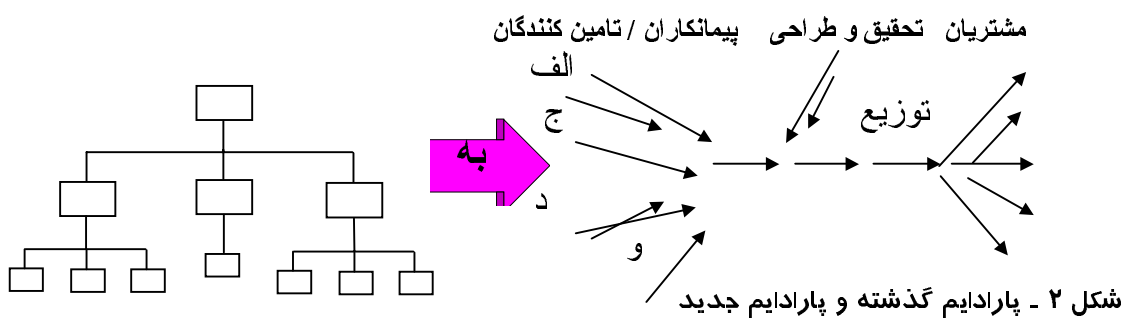 مشتریان تحقیق و طراحی پیمانکاران / تامین کنندگان
الف
ج
توزیع
به
د
و
شکل ۲ ـ پارادایم گذشته و پارادایم جدید